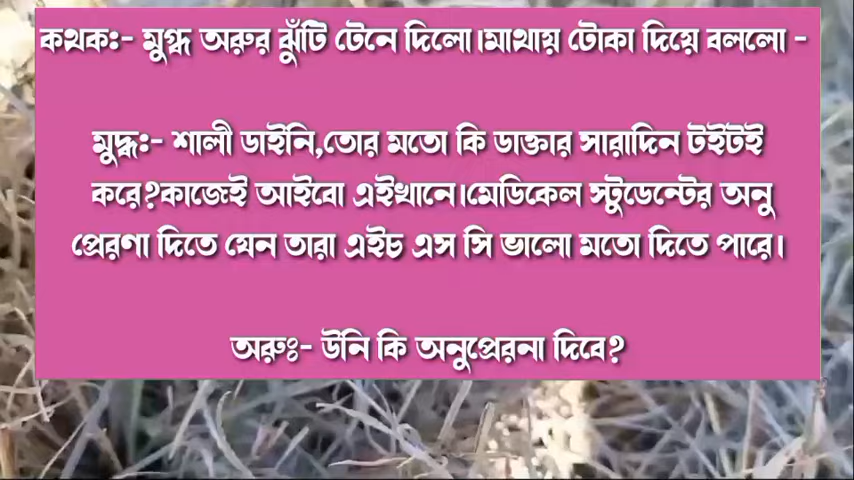 কথক:- মুগ্ধ অরুর ঝুঁটি টেনে দিলো।মাথায় টোকা দিয়ে বললো -
মুগ্ধ:- শালী ডাইনি,তোর মতো কি ডাক্তার সারাদিন টইটই
করে?কাজেই আইবো এইখানে।মেডিকেল স্টুডেন্টের অনু
প্রেরণা দিতে যেন তারা এইচ এস সি ভালো মতো দিতে পারে।
অরুঃ- উনি কি অনুপ্রেরনা দিবে?